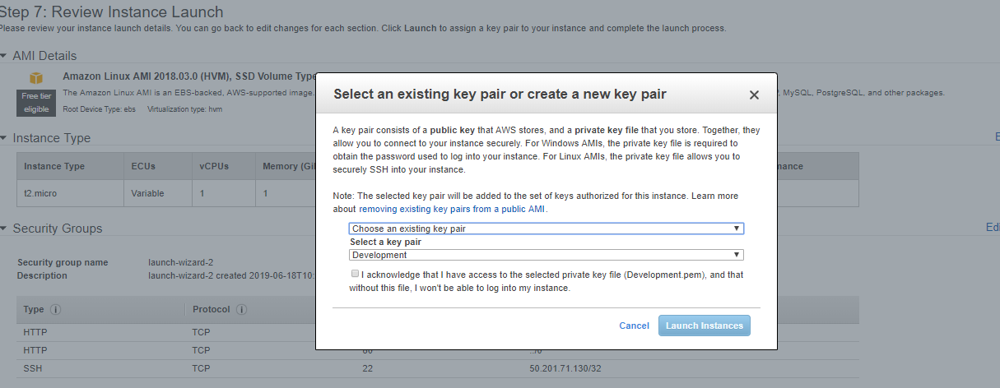 Step 7: Review Instance Launch
Please review your instance launch details. You can go back to edit changes for each section. Click Launch to assign a key pair to your instance and complete the launch process.
AMI Details
Amazon Linux AMI 2018.03.0 (HVM), SSD Volume Type
Free tier
eligible
The Amazon Linux AMI is an EBS-backed, AWS-supported image.
MySQL, PostgreSQL, and other packages.
Root Device Type: ebs Virtualization type: hvm
Select an existing key pair or create a new key pair
A key pair consists of a public key that AWS stores, and a private key file that you store. Together, they
allow you to connect to your instance securely. For Windows AMIs, the private key file is required to
obtain the password used to log into your instance. For Linux AMIs, the private key file allows you to
securely SSH into your instance.
Note: The selected key pair will be added to the set of keys authorized for this instance. Learn more
about removing existing key pairs from a public AMI.
Choose an existing key pair
Select a key pair
Development
I acknowledge that I have access to the selected private key file (Development.pem), and that
without this file, I won't be able to log into my instance.
Cancel Launch Instances
Instance Type
Instance Type ECUs vCPUs Memory (Gi
t2.micro Variable 1 1
Security Groups
Edi
Security group name launch-wizard-2
Description launch-wizard-2 created 2019-06-18T10:
Type Protocol
HTTP TCP
HTTP TCP
SSH TCP 22 50.201.71.130/32